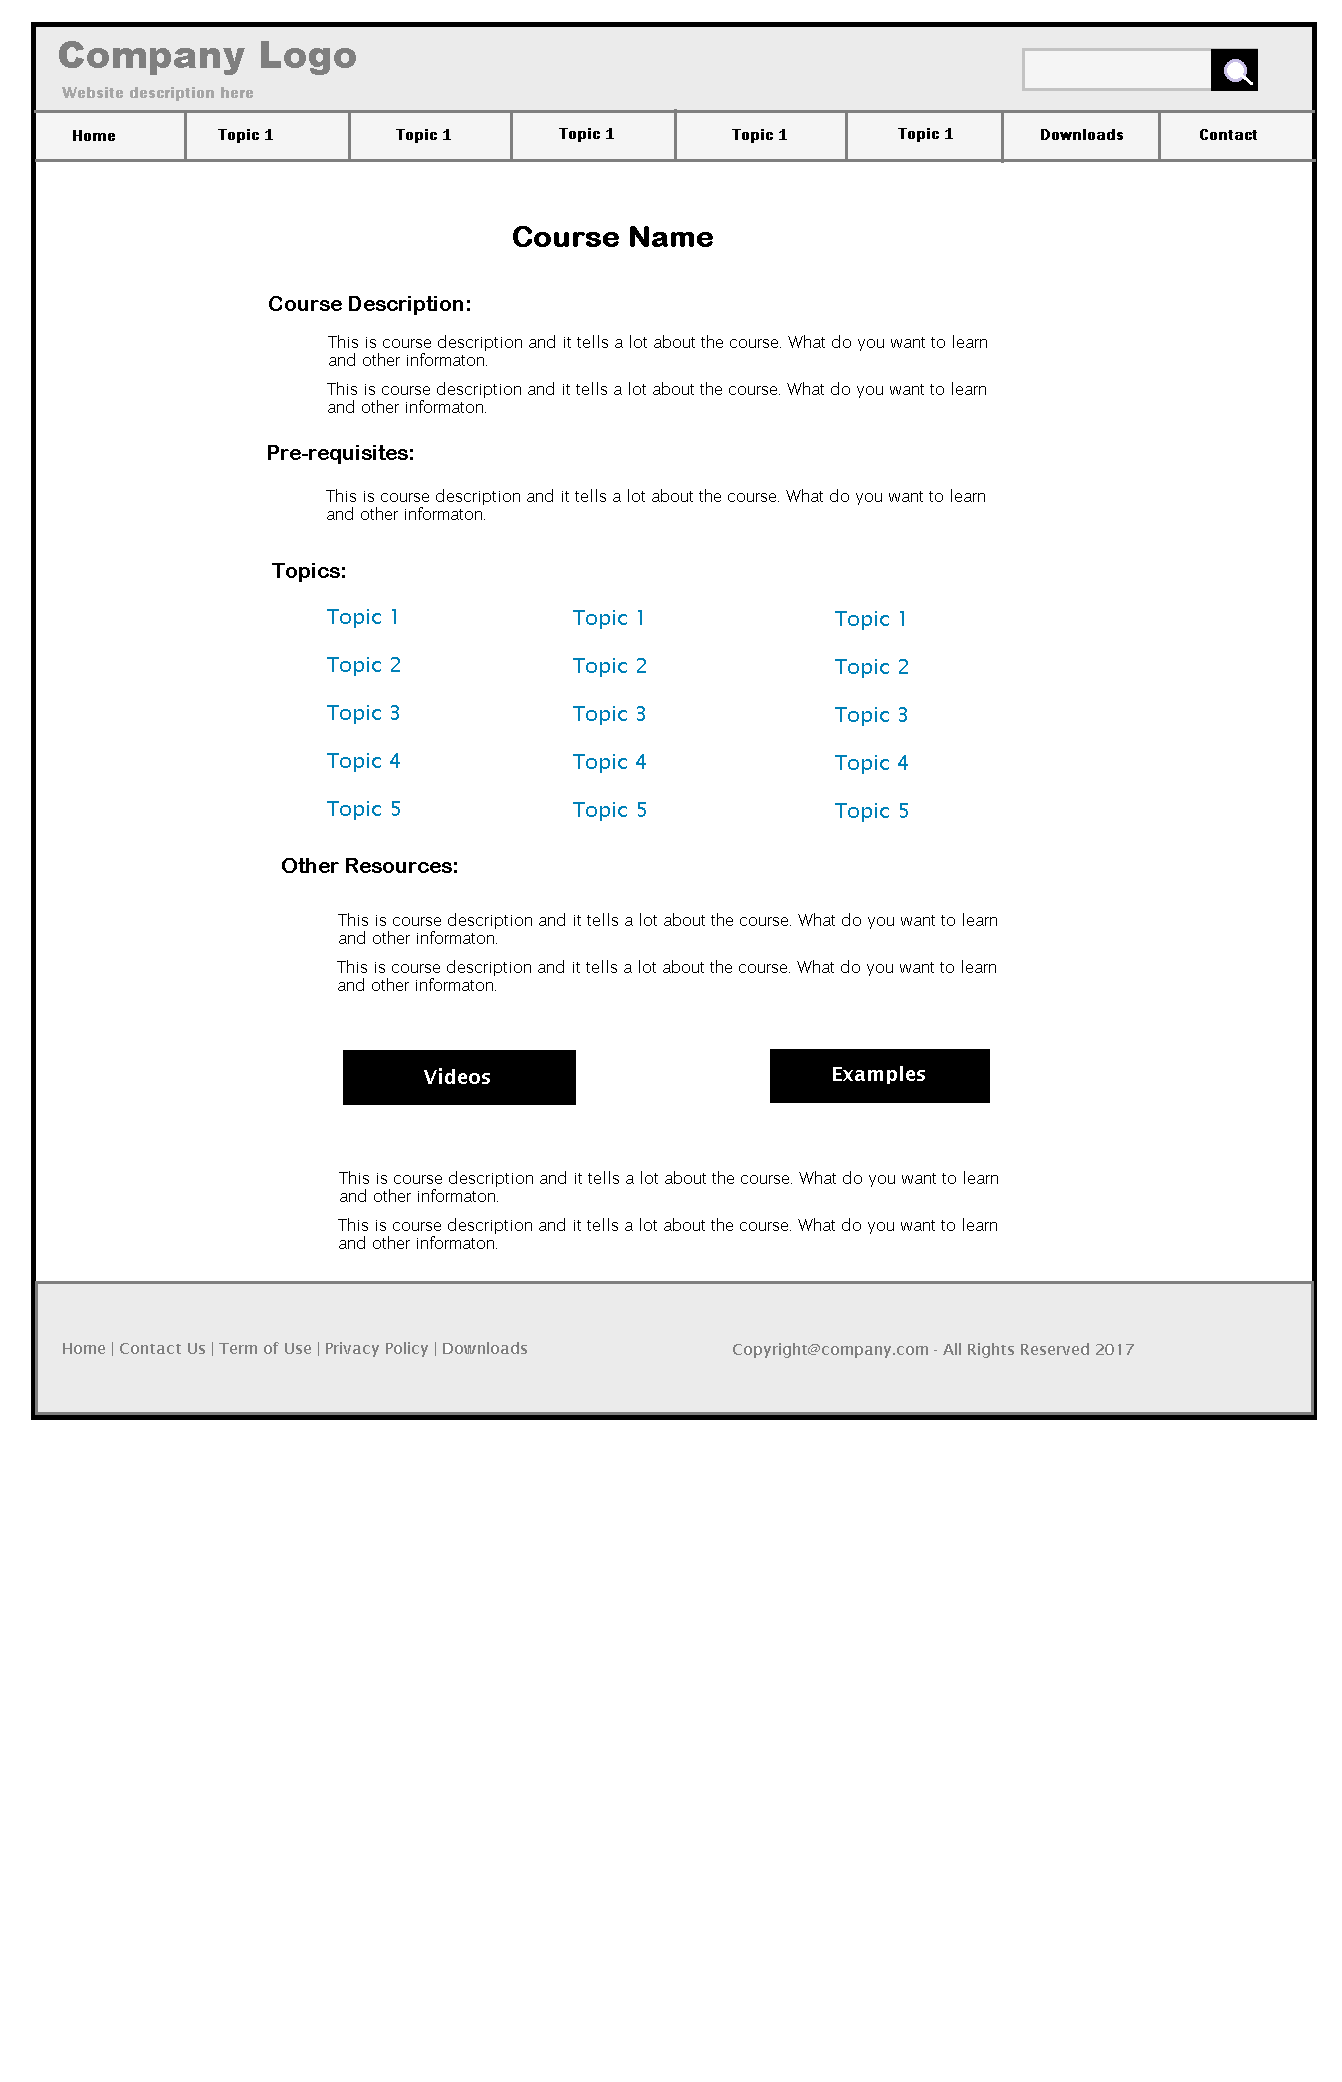 Company Logo
Website description here
Home Topic 1 Topic 1 Topic 1 Topic 1 Topic 1 Downloads Contact
Course Name
Course Description:
This is course description and it tells a lot about the course. What do you want to learn
and other informaton.
This is course description and it tells a lot about the course. What do you want to learn
and other informaton.
Pre-requisites:
This is course description and it tells a lot about the course. What do you want to learn
and other informaton.
Topics:
Topic 1 Topic 1 Topic 1
Topic 2 Topic 2 Topic 2
Topic 3 Topic 3 Topic 3
Topic 4 Topic 4 Topic 4
Topic 5 Topic 5 Topic 5
Other Resources:
This is course description and it tells a lot about the course. What do you want to learn
and other informaton.
This is course description and it tells a lot about the course. What do you want to learn
and other informaton.
Videos Examples
This is course description and it tells a lot about the course. What do you want to learn
and other informaton.
This is course description and it tells a lot about the course. What do you want to learn
and other informaton.
Home | Contact Us | Term of Use | Privacy Policy | Downloads Copyright@company.com - All Rights Reserved 2017